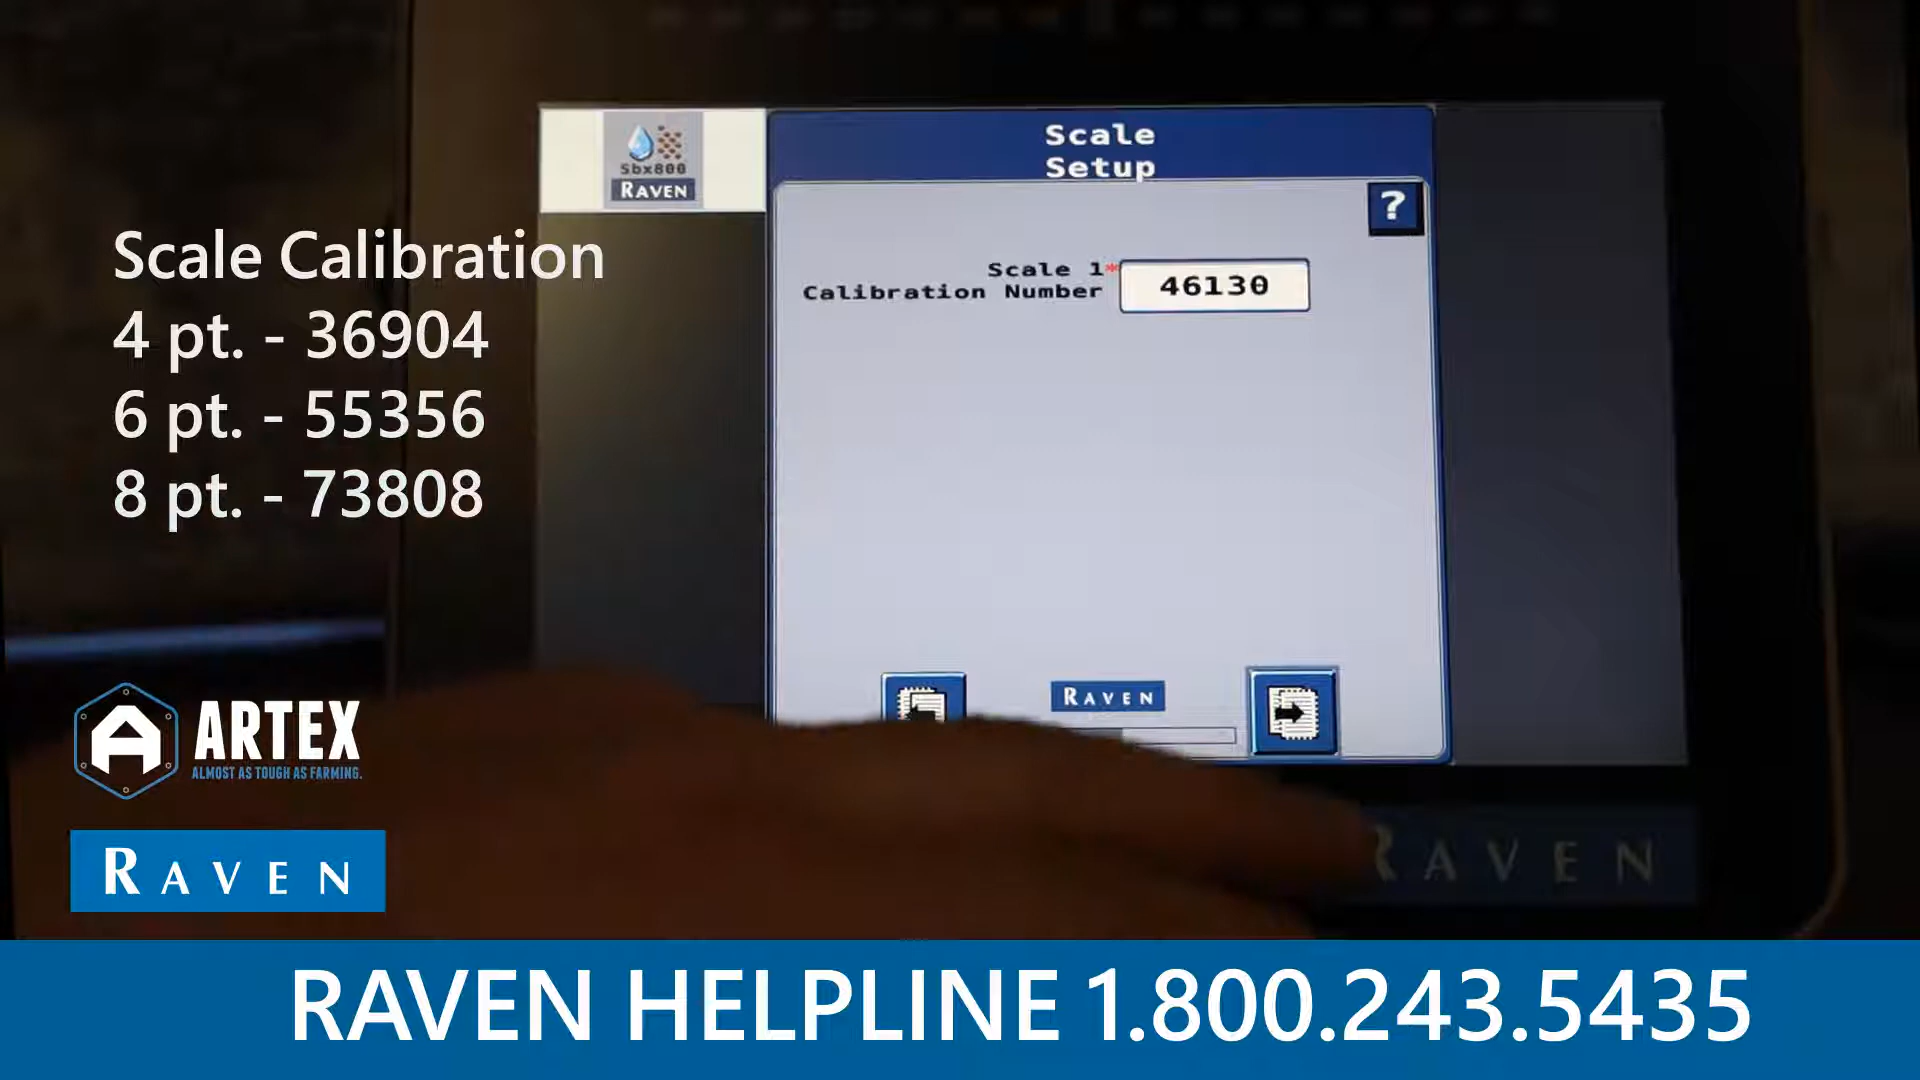 Sbx800
RAVEN
Scale
Setup
?
Scale 1*
Calibration Number
46130
RAVEN
Scale Calibration
4 pt. - 36904
6 pt. - 55356
8 pt. - 73808
ARTEX
ALMOST AS TOUGH AS FARMING.
RAVEN
RAVEN
RAVEN HELPLINE 1.800.243.5435